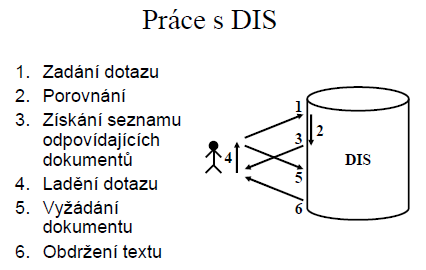 Práce s DIS
1. Zadání dotazu
2. Porovnání
3. Získání seznamu
odpovídajících
dokumentů
4. Ladění dotazu
5. Vyžádání
dokumentu
6. Obdržení textu
1
2
3
4
DIS
5
6